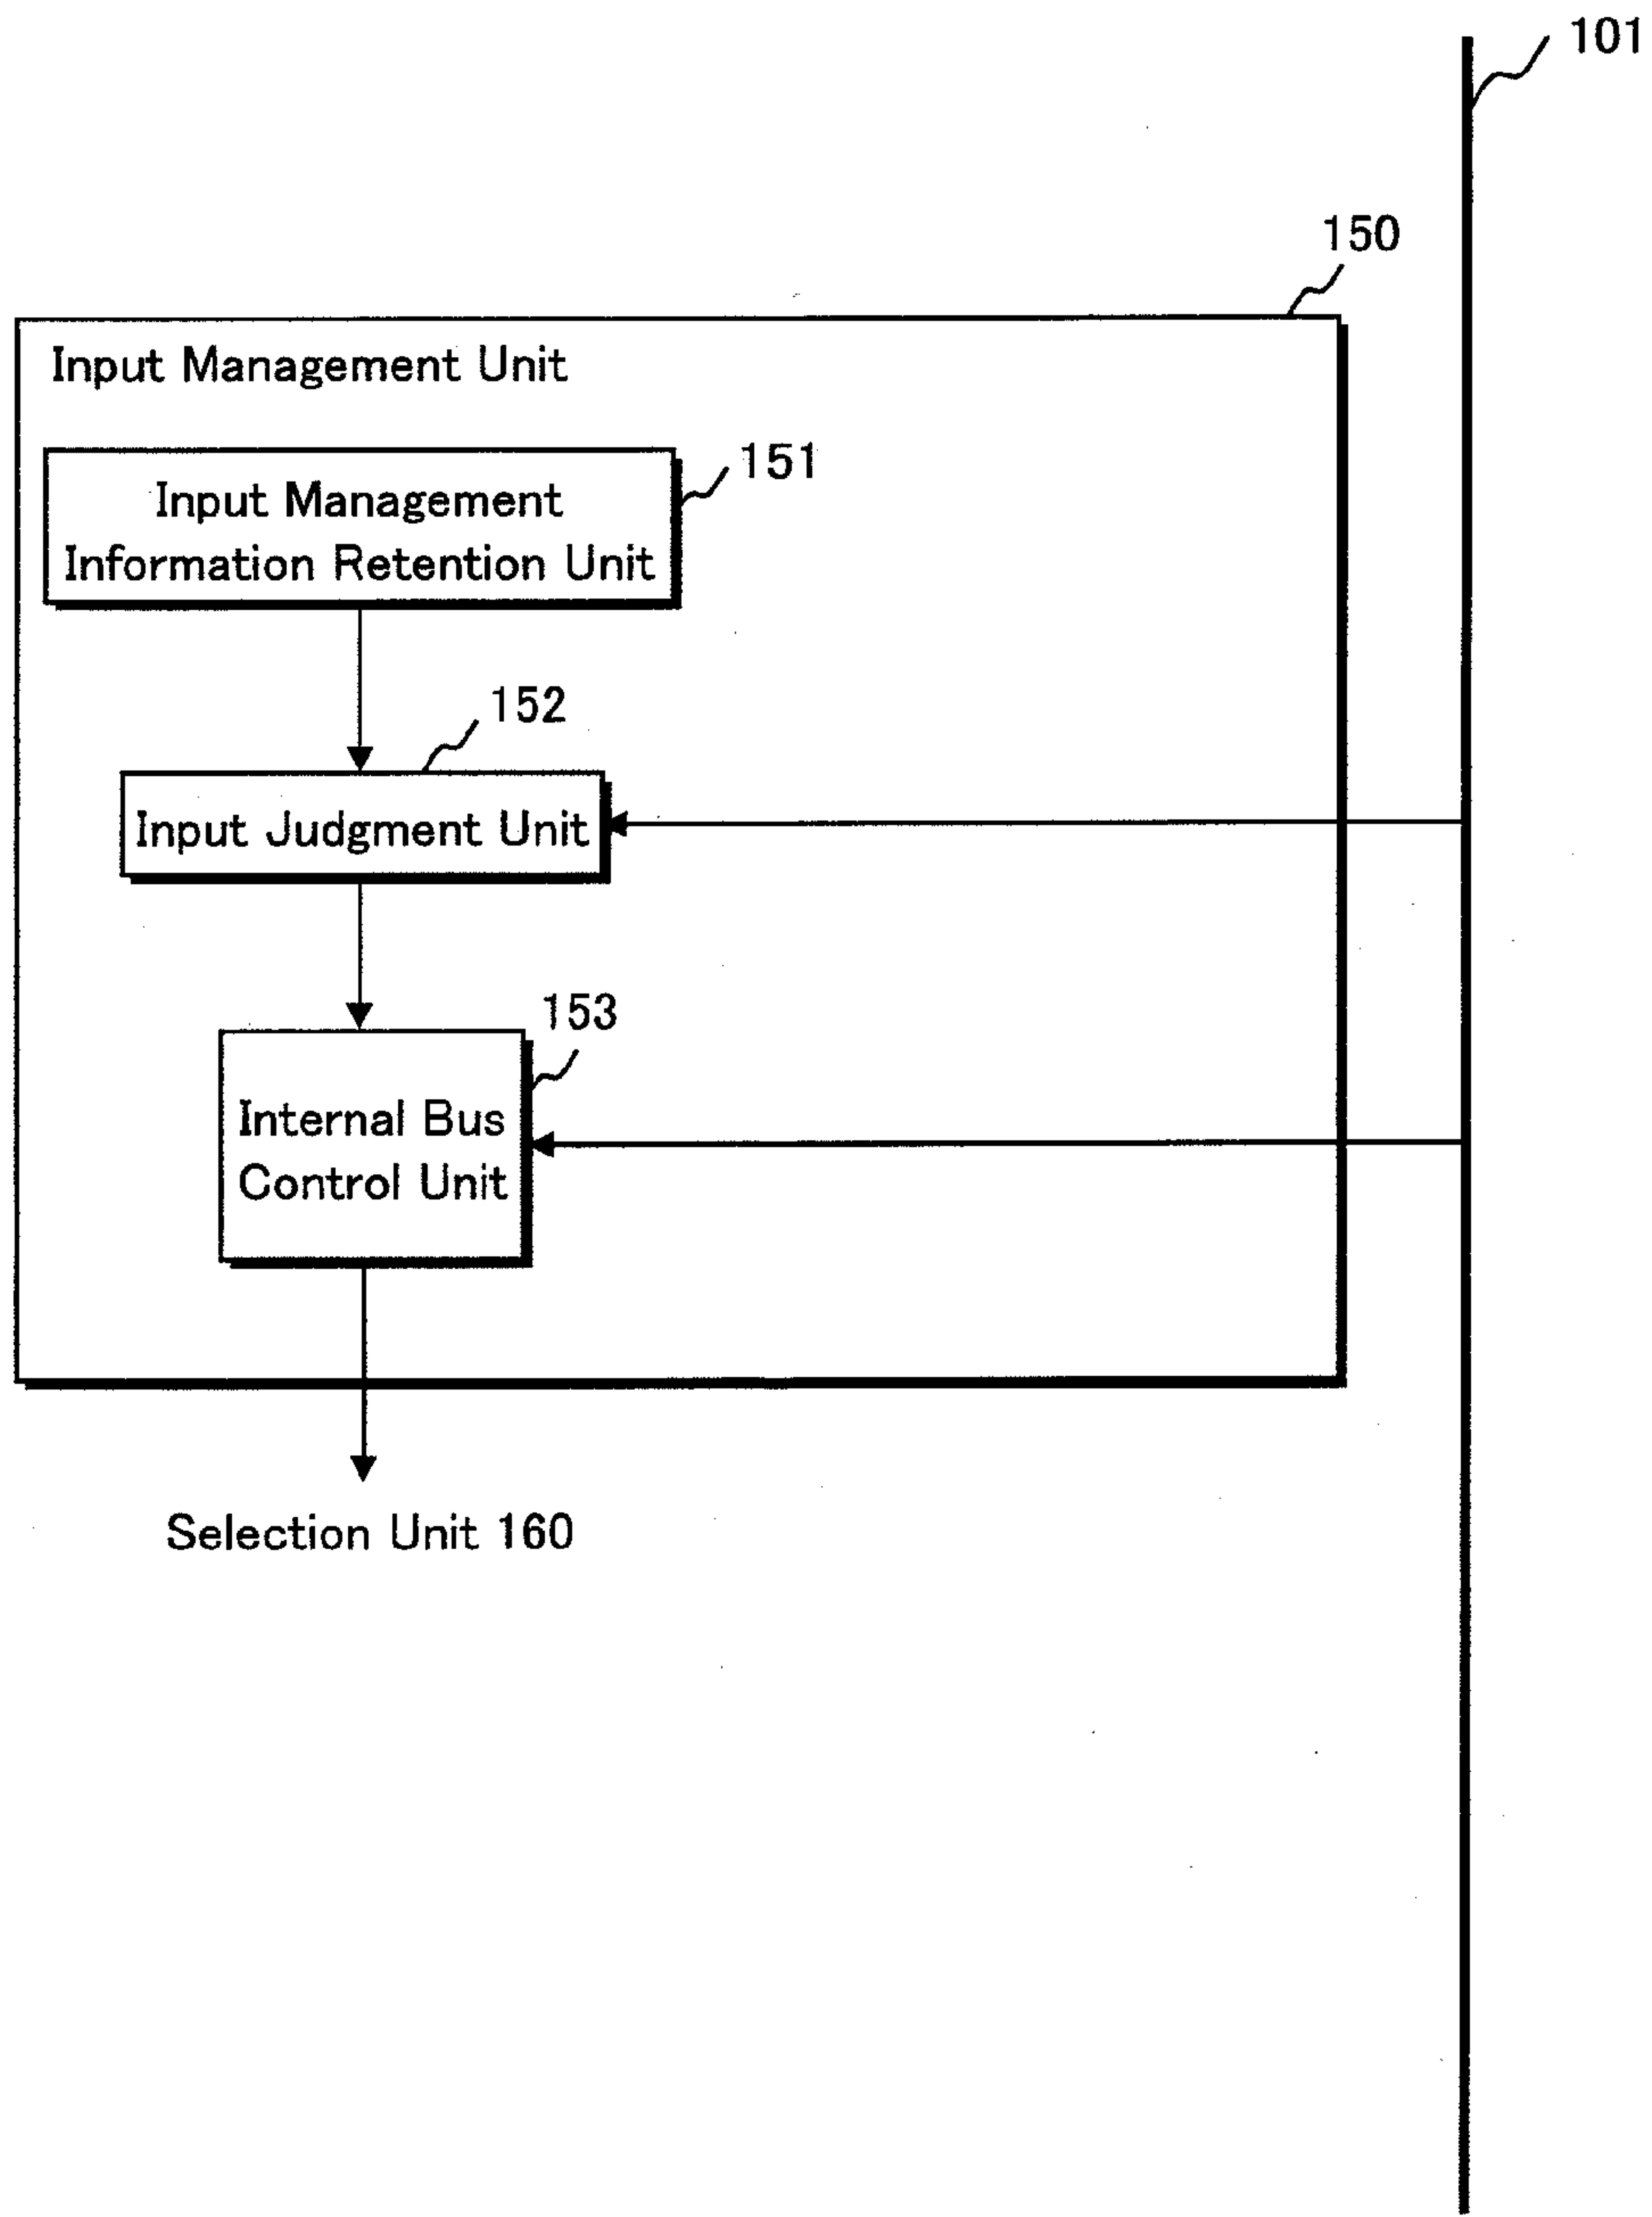 101
150
Input Management Unit
151
Input Management
Information Retention Unit
152
Input Judgment Unit
153
Internal Bus
Control Unit
Selection Unit 160